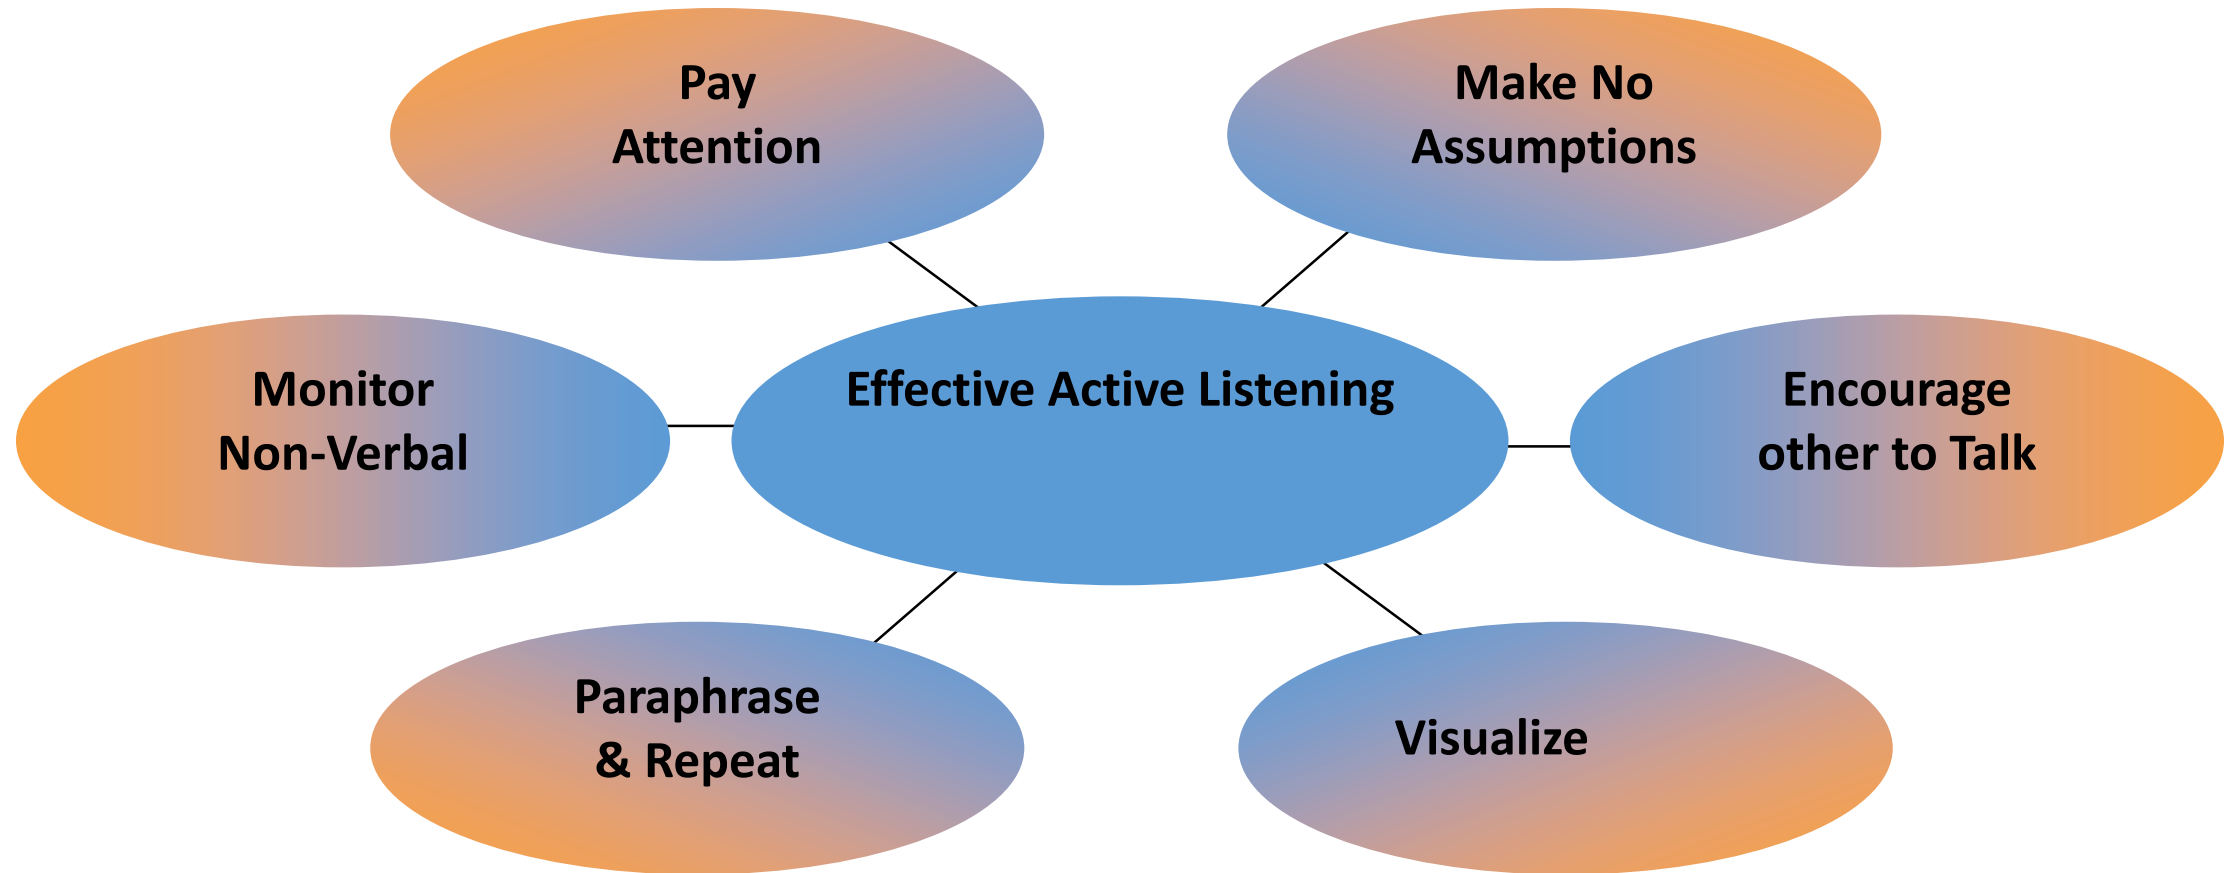 Pay
Attention
Make No
Assumptions
Monitor
Non-Verbal
Effective Active Listening
Encourage
other to Talk
Paraphrase
& Repeat
Visualize